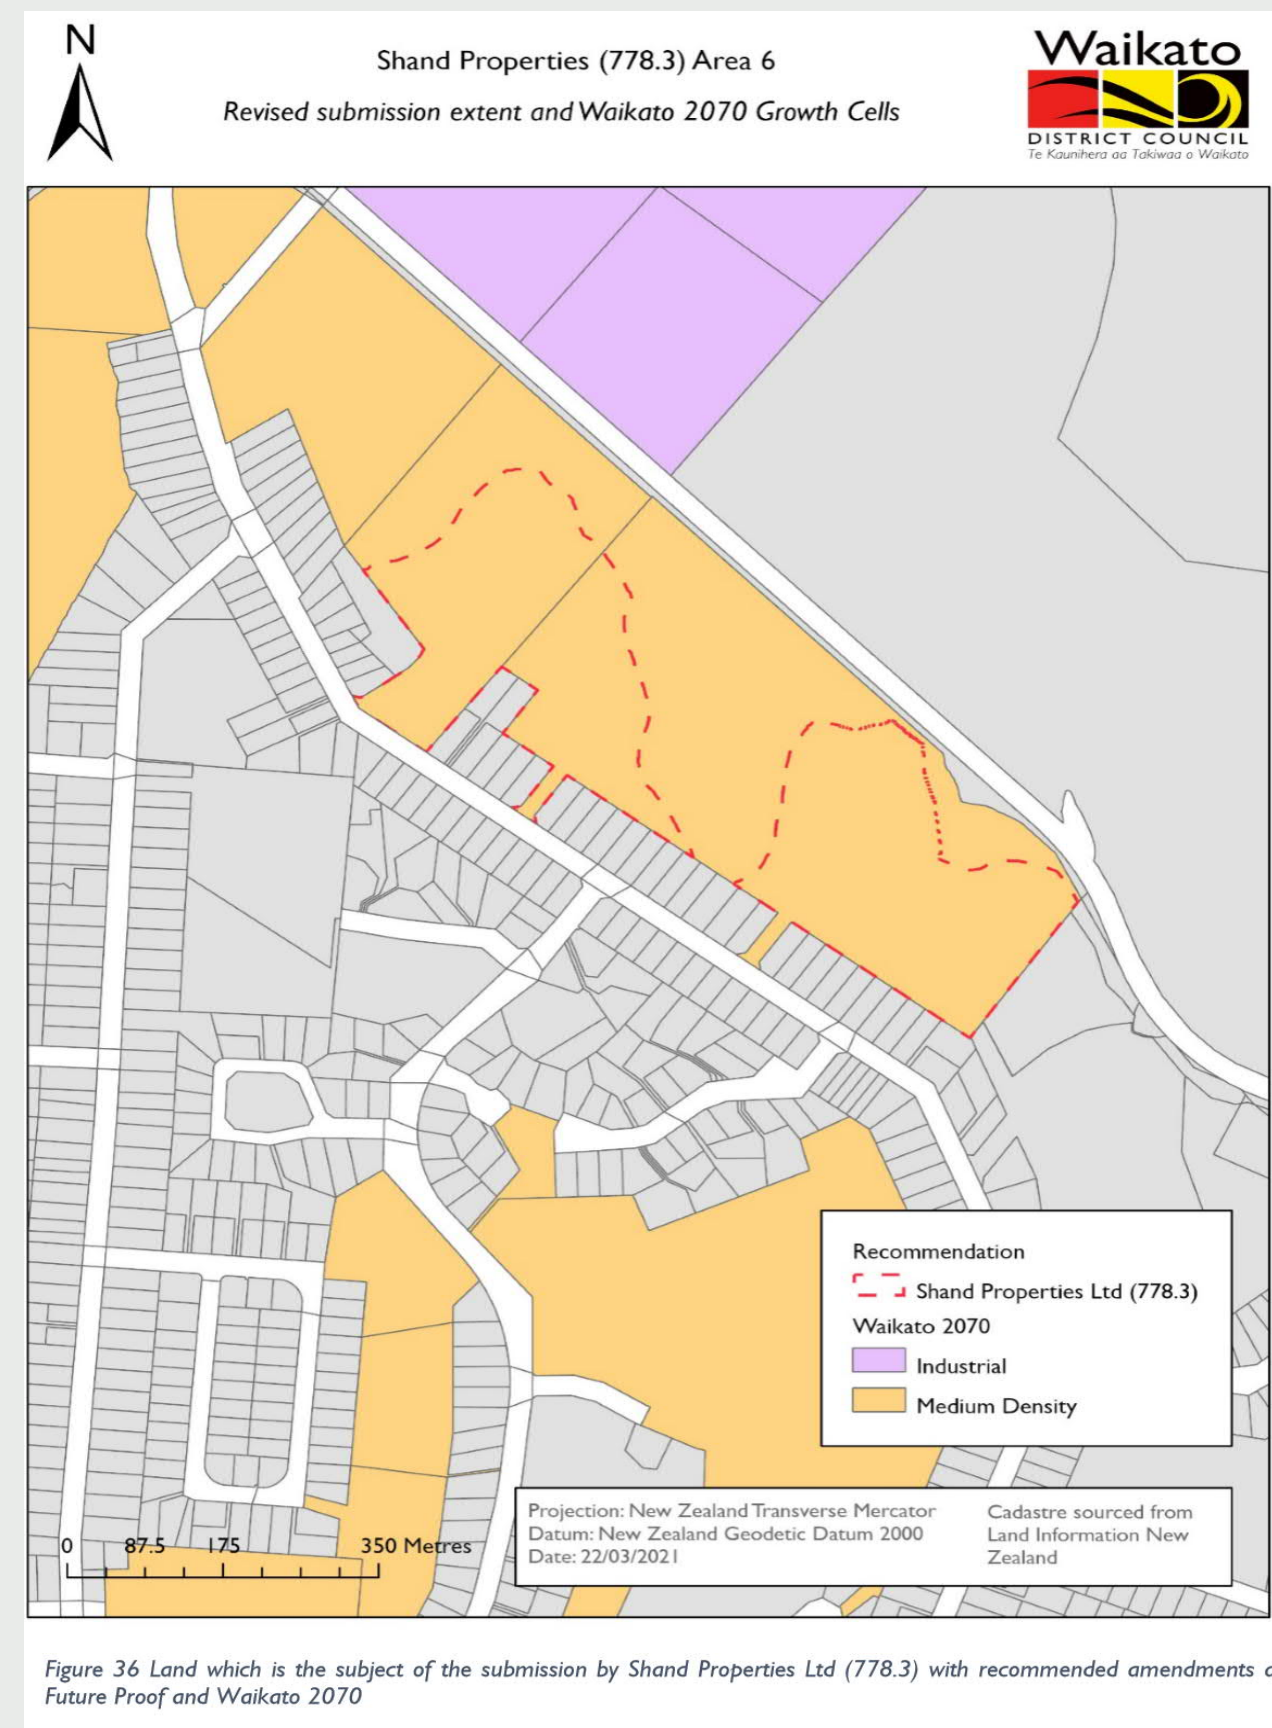 N
Shand Properties (778.3) Area 6
Revised submission extent and Waikato 2070 Growth Cells
Waikato
DISTRICT COUNCIL
Te Kaunihera aa Takiwaa o Waikato
Recommendation
Shand Properties Ltd (778.3)
Waikato 2070
Industrial
Medium Density
Projection: New Zealand Transverse Mercator
Datum: New Zealand Geodetic Datum 2000
Date: 22/03/2021
Cadastre sourced from
Land Information New
Zealand
0 87.5 175 350 Metres
Figure 36 Land which is the subject of the submission by Shand Properties Ltd (778.3) with recommended amendments
Future Proof and Waikato 2070